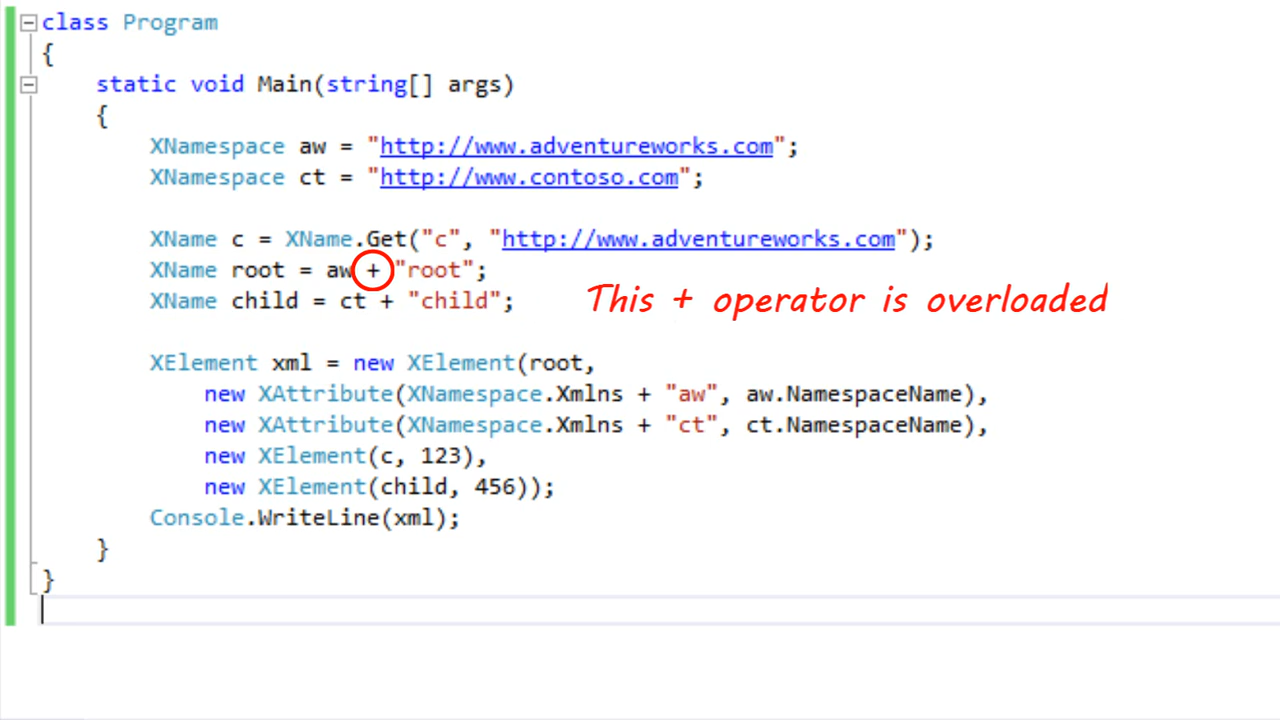 class Program
{
static void Main(string[] args)
{
XNamespace aw = "http://www.adventureworks.com";
XNamespace ct = "http://www.contoso.com";
XName c = XName.Get("c", "http://www.adventureworks.com");
XName root = aw + "root";
XName child = ct + "child";
This + operator is overloaded
XElement xml = new XElement(root,
new XAttribute(XNamespace.Xmlns + "aw", aw.NamespaceName),
new XAttribute(XNamespace.Xmlns + "ct", ct.NamespaceName),
new XElement(c, 123),
new XElement(child, 456));
Console.WriteLine(xml);
}
}